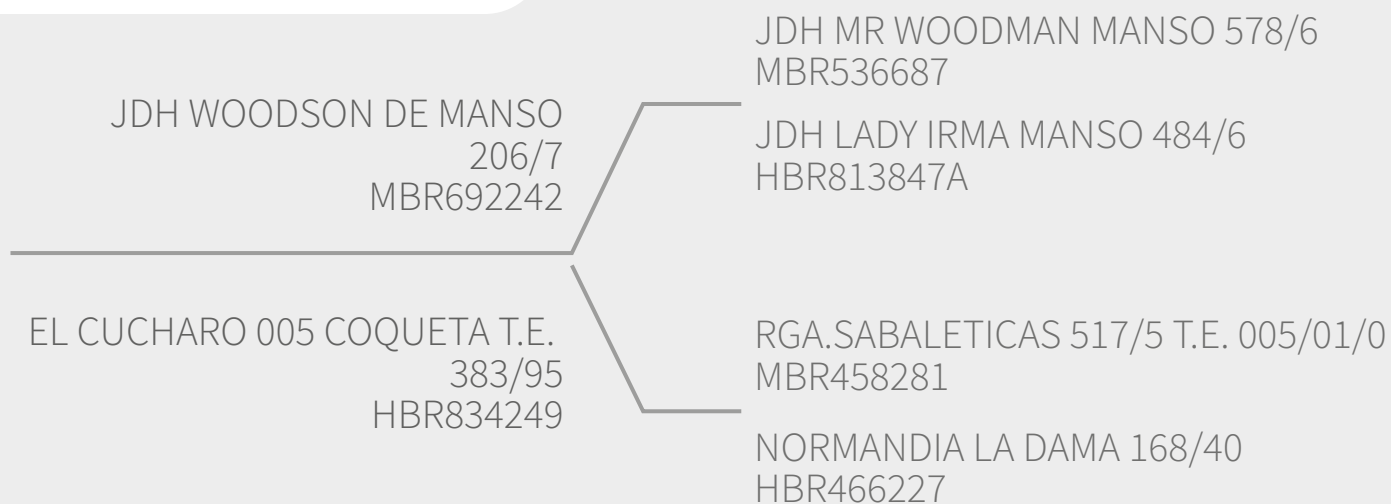 JDH WOODSON DE MANSO
206/7
MBR692242
EL CUCHARO 005 COQUETA T.E.
383/95
HBR834249
JDH MR WOODMAN MANSO 578/6
MBR536687
JDH LADY IRMA MANSO 484/6
HBR813847A
RGA.SABALETICAS 517/5 T.E. 005/01/0
MBR458281
NORMANDIA LA DAMA 168/40
HBR466227